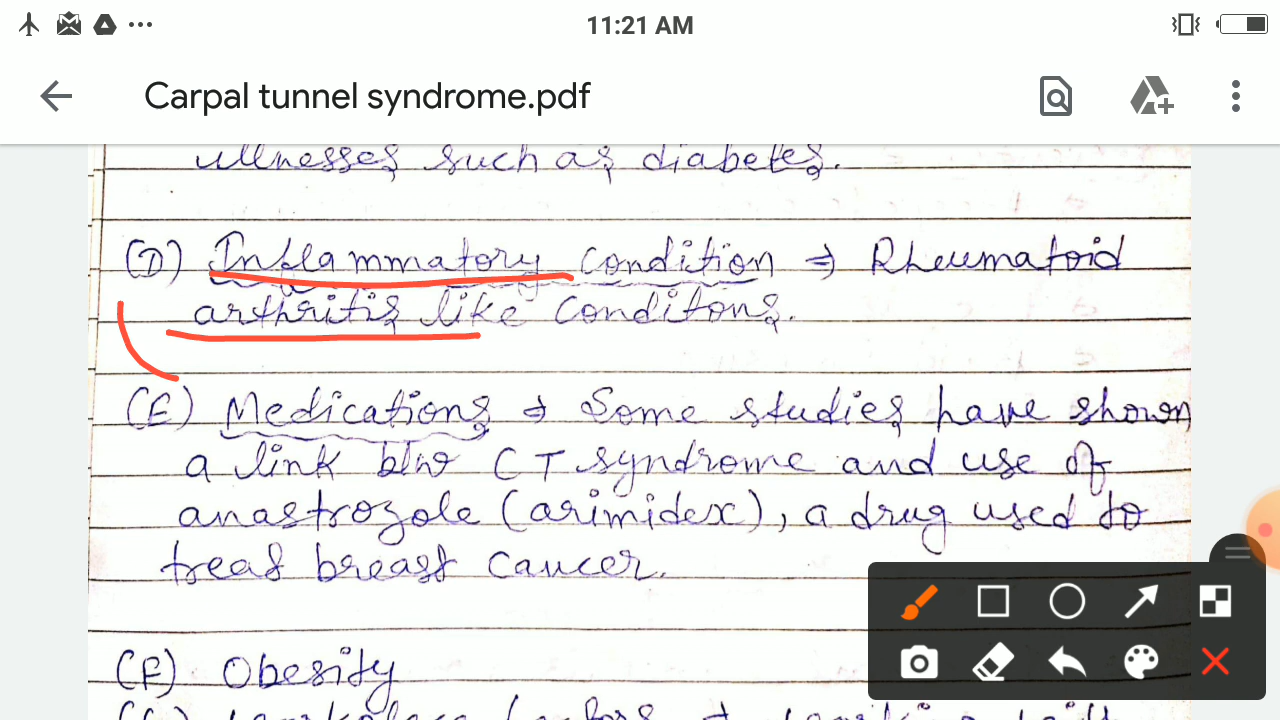 11:21 AM
Carpal tunnel syndrome.pdf
illnesses such as diabetes.
(D) Inflammatory condition ⇒ Rheumatoid
arthritis like conditons.
(E) Medications ⇒ Some studies have shown
a link b/w CT syndrome and use of
anastrozole (arimidex), a drug used to
treat breast cancer.
(F) Obesity